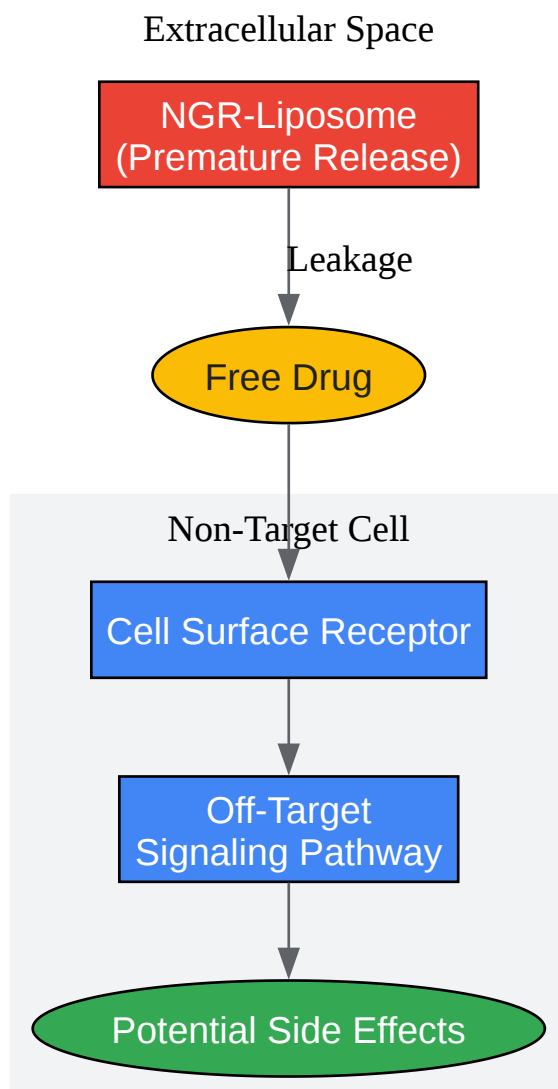 Extracellular Space
NGR-Liposome
(Premature Release)
Leakage
Free Drug
Non-Target Cell
Cell Surface Receptor
Off-Target
Signaling Pathway
Potential Side Effects